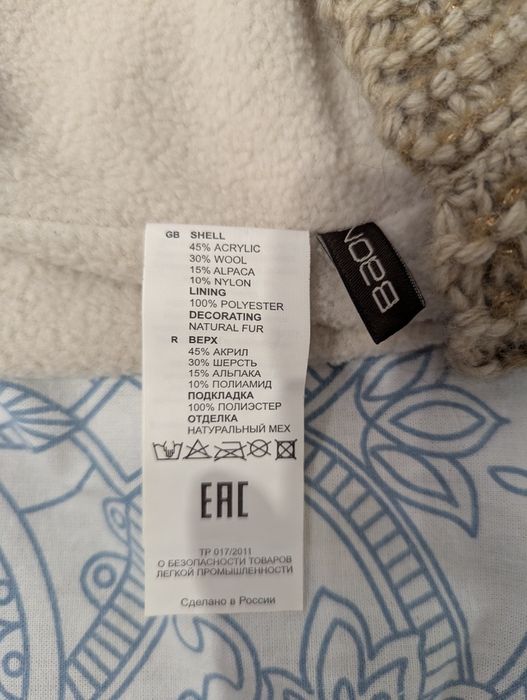 GB SHELL
45% ACRYLIC
30% WOOL
15% ALPACA
10% NYLON
LINING
100% POLYESTER
DECORATING
NATURAL FUR
R ВЕРХ
45% АКРИЛ
30% ШЕРСТЬ
15% АЛЬПАКА
10% ПОЛИАМИД
ПОДКЛАДКА
100% ПОЛИЭСТЕР
ОТДЕЛКА
НАТУРАЛЬНЫЙ МЕХ
EAC
ТР 017/2011
О БЕЗОПАСНОСТИ ТОВАРОВ
ЛЕГКОЙ ПРОМЫШЛЕННОСТИ
Сделано в России